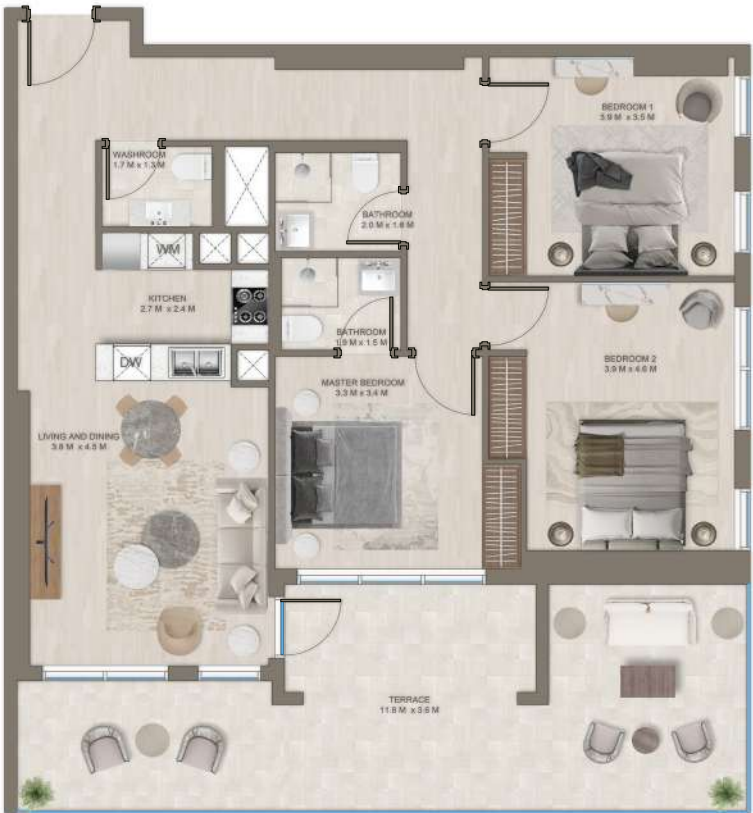 BEDROOM 1
3.9 M x 3.5 M
WASHROOM
1.7 M x 1.3 M
BATHROOM
2.0 M x 1.6 M
WM
KITCHEN
2.7 M x 2.4 M
BATHROOM
1.9 M x 1.5 M
DW
BEDROOM 2
3.9 M x 4.6 M
MASTER BEDROOM
3.3 M x 3.4 M
LIVING AND DINING
3.8 M x 4.5 M
TERRACE
11.8 M x 3.6 M